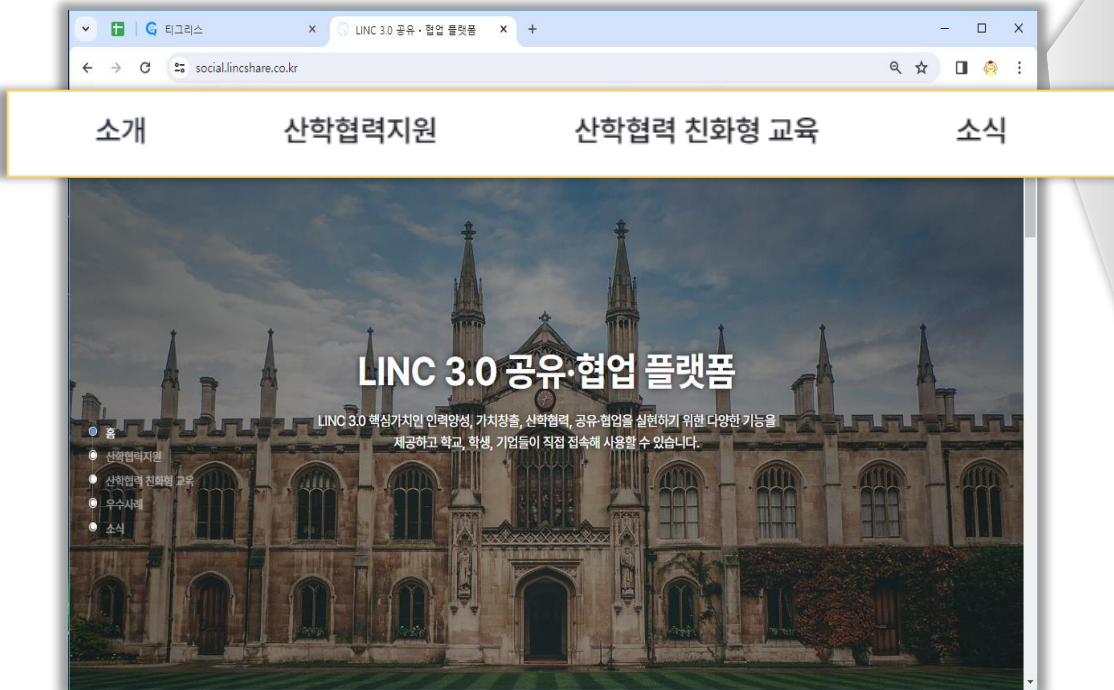 티그리스
LINC 3.0 공유·협업 플랫폼
social.lincshare.co.kr
소개 산학협력지원 산학협력 친화형 교육 소식
LINC 3.0 공유·협업 플랫폼
LINC 3.0 핵심가치인 인력양성, 가치창출, 산학협력, 공유·협업을 실현하기 위한 다양한 기능을
제공하고 학교, 학생, 기업들이 직접 접속해 사용할 수 있습니다.
홈
산학협력지원
산학협력 친화형 교육
우수사례
소식